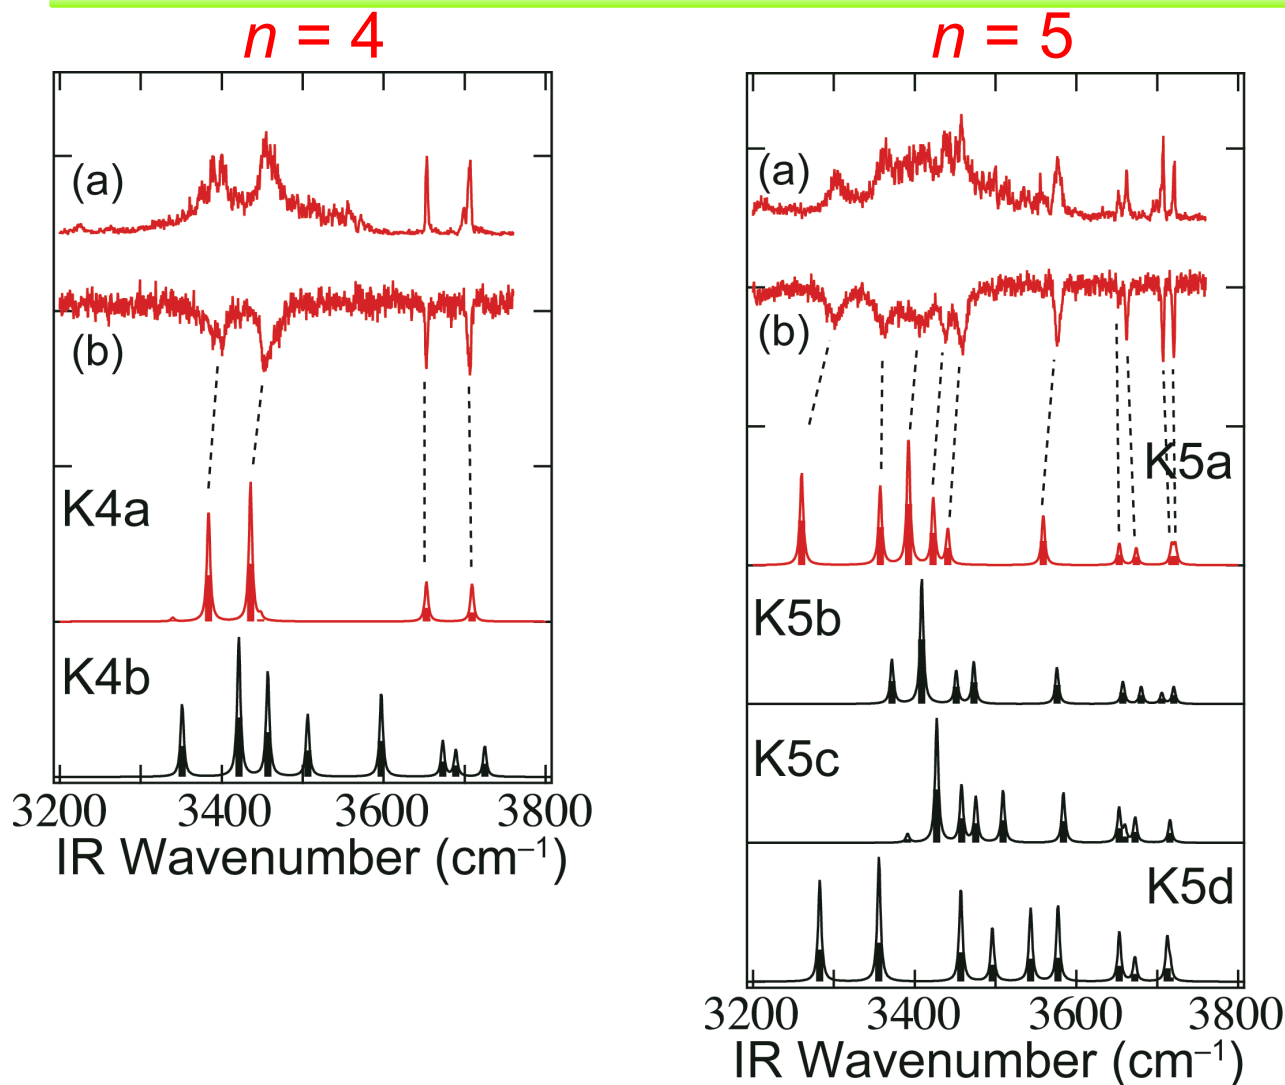 n = 4
(a)
(b)
K4a
K4b
3200 3400 3600 3800
IR Wavenumber (cm⁻¹)
n = 5
(a)
(b)
K5a
K5b
K5c
K5d
3200 3400 3600 3800
IR Wavenumber (cm⁻¹)